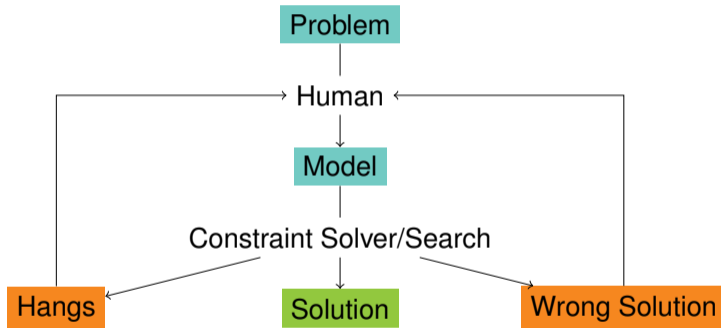 Problem
Human
Model
Constraint Solver/Search
Hangs
Solution
Wrong Solution